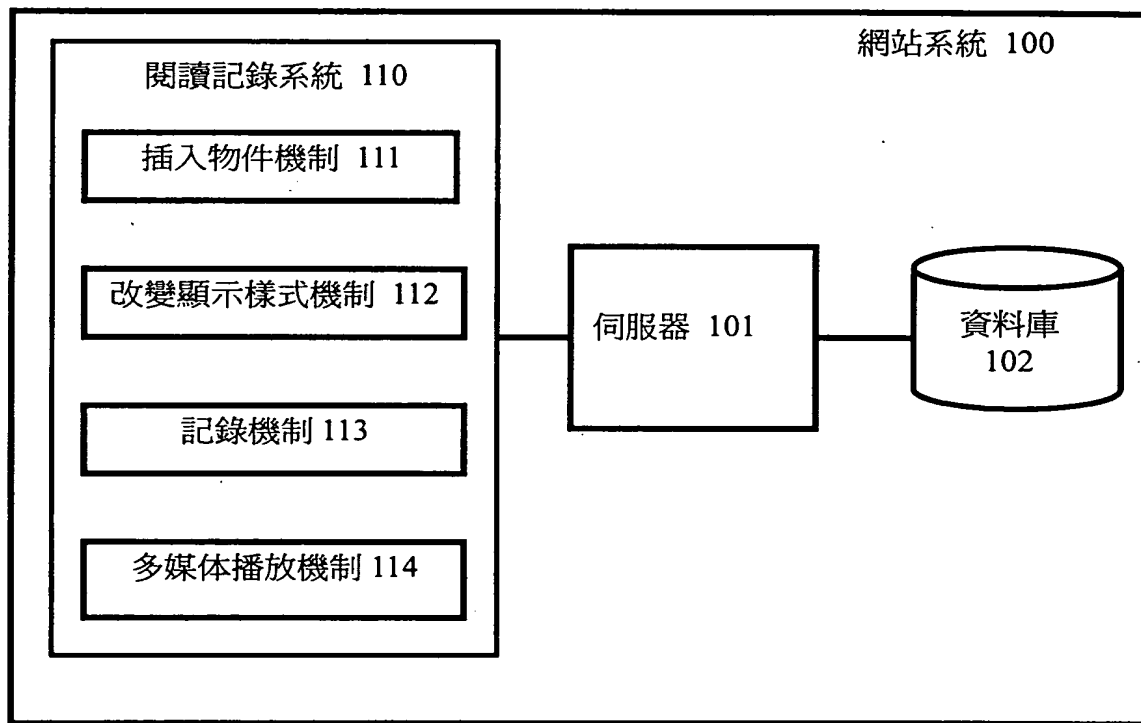 網站系統 100
閱讀記錄系統 110
插入物件機制 111
改變顯示樣式機制 112
記錄機制 113
多媒体播放機制 114
伺服器 101
資料庫
102